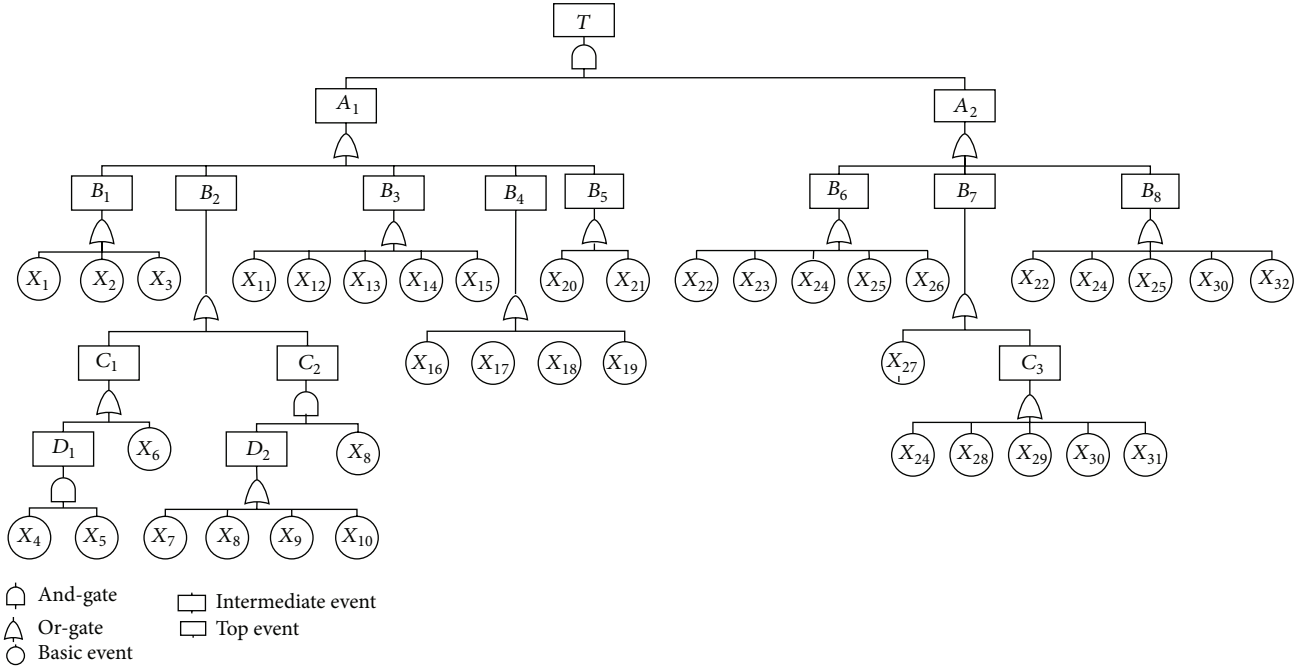 T
A₁ A₂
B₁ B₂ B₃ B₄ B₅ B₆ B₇ B₈
X₁ X₂ X₃ X₁₁ X₁₂ X₁₃ X₁₄ X₁₅ X₂₀ X₂₁ X₂₂ X₂₃ X₂₄ X₂₅ X₂₆ X₂₂ X₂₄ X₂₅ X₃₀ X₃₂
C₁ C₂ X₁₆ X₁₇ X₁₈ X₁₉ X₂₇ C₃
D₁ X₆ D₂ X₈ X₂₄ X₂₈ X₂₉ X₃₀ X₃₁
X₄ X₅ X₇ X₈ X₉ X₁₀
And-gate Intermediate event
Or-gate Top event
Basic event